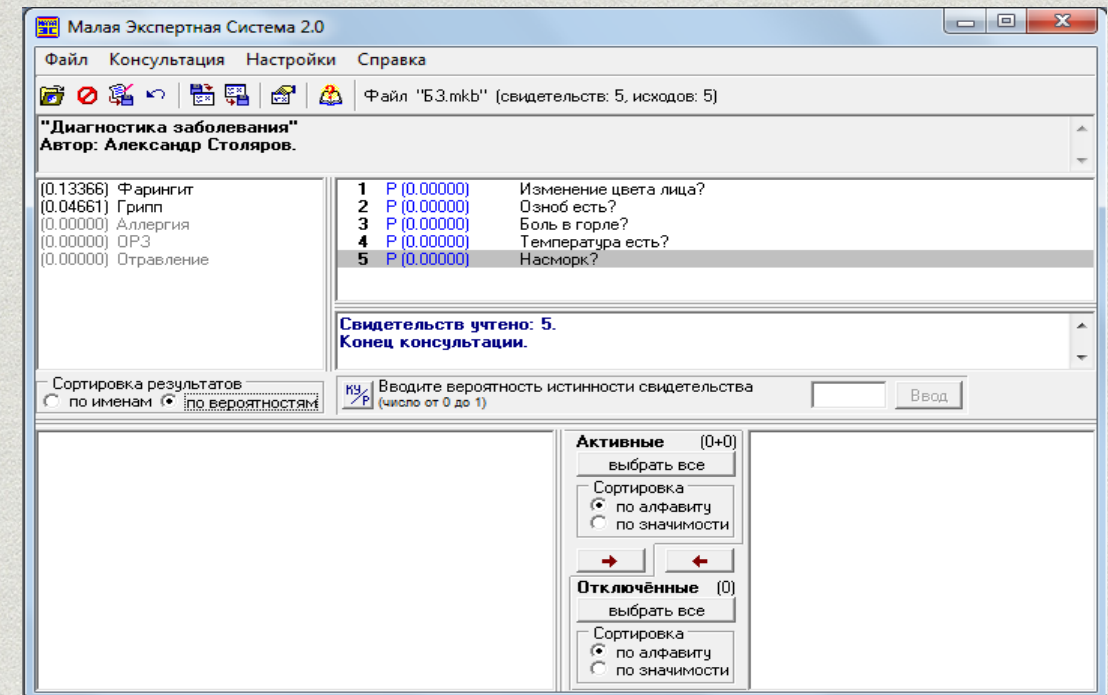 Малая Экспертная Система 2.0
Файл Консультация Настройки Справка
Файл "БЗ.mkb" (свидетельств: 5, исходов: 5)
"Диагностика заболевания"
Автор: Александр Столяров.
(0.13366) Фарингит
(0.04661) Грипп
(0.00000) Аллергия
(0.00000) ОРЗ
(0.00000) Отравление
1 P (0.00000) Изменение цвета лица?
2 P (0.00000) Озноб есть?
3 P (0.00000) Боль в горле?
4 P (0.00000) Температура есть?
5 P (0.00000) Насморк?
Свидетельств учтено: 5.
Конец консультации.
Сортировка результатов
по именам по вероятностям
КУ/Р Вводите вероятность истинности свидетельства
(число от 0 до 1)
Ввод
Активные (0+0)
выбрать все
Сортировка
по алфавиту
по значимости
Отключённые (0)
выбрать все
Сортировка
по алфавиту
по значимости